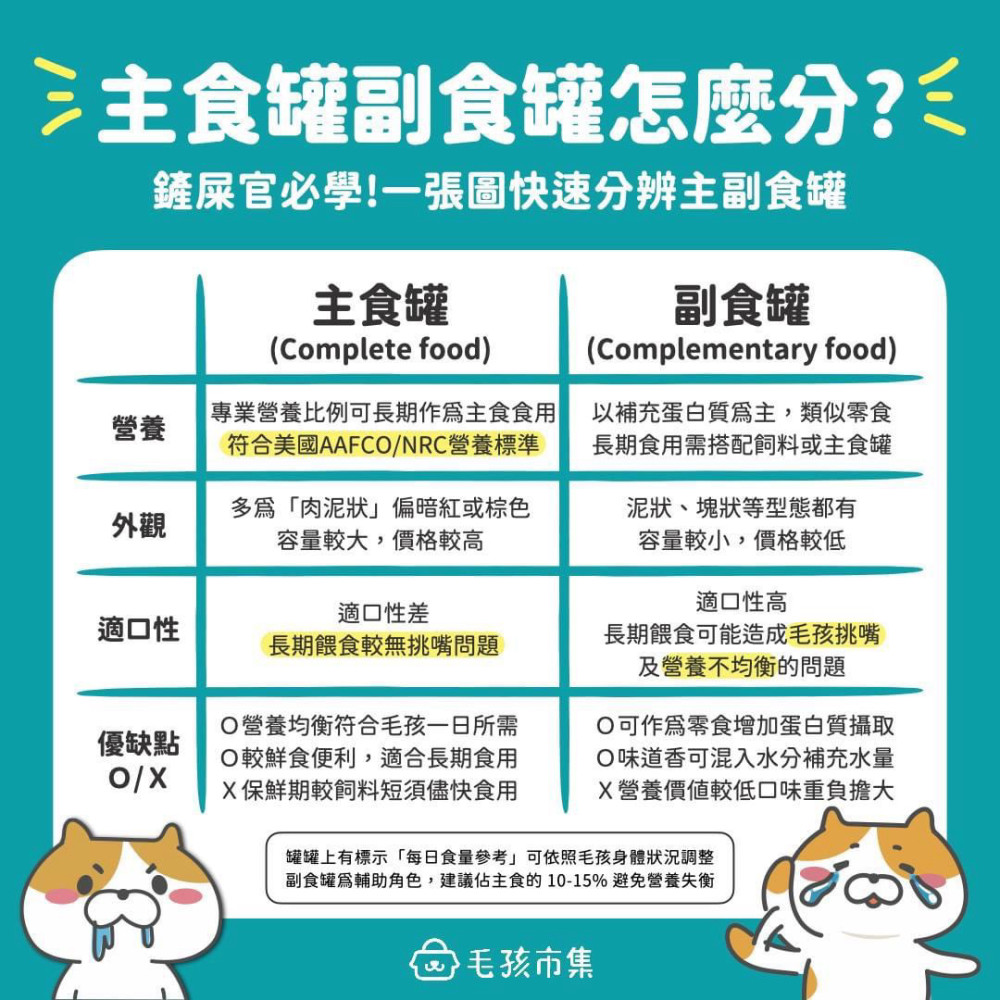 主食罐副食罐怎麼分?
鏟屎官必學!一張圖快速分辨主副食罐
主食罐
(Complete food)
副食罐
(Complementary food)
營養
專業營養比例可長期作爲主食食用
符合美國AAFCO/NRC營養標準
以補充蛋白質爲主，類似零食
長期食用需搭配飼料或主食罐
外觀
多爲「肉泥狀」偏暗紅或棕色
容量較大，價格較高
泥狀、塊狀等型態都有
容量較小，價格較低
適口性
適口性差
長期餵食較無挑嘴問題
適口性高
長期餵食可能造成毛孩挑嘴
及營養不均衡的問題
優缺點
O/X
O營養均衡符合毛孩一日所需
O較鮮食便利，適合長期食用
X保鮮期較飼料短須儘快食用
O可作爲零食增加蛋白質攝取
O味道香可混入水分補充水量
X營養價値較低口味重負擔大
罐罐上有標示「每日食量參考」可依照毛孩身體狀況調整
副食罐爲輔助角色，建議佔主食的 10-15% 避免營養失衡
毛孩市集